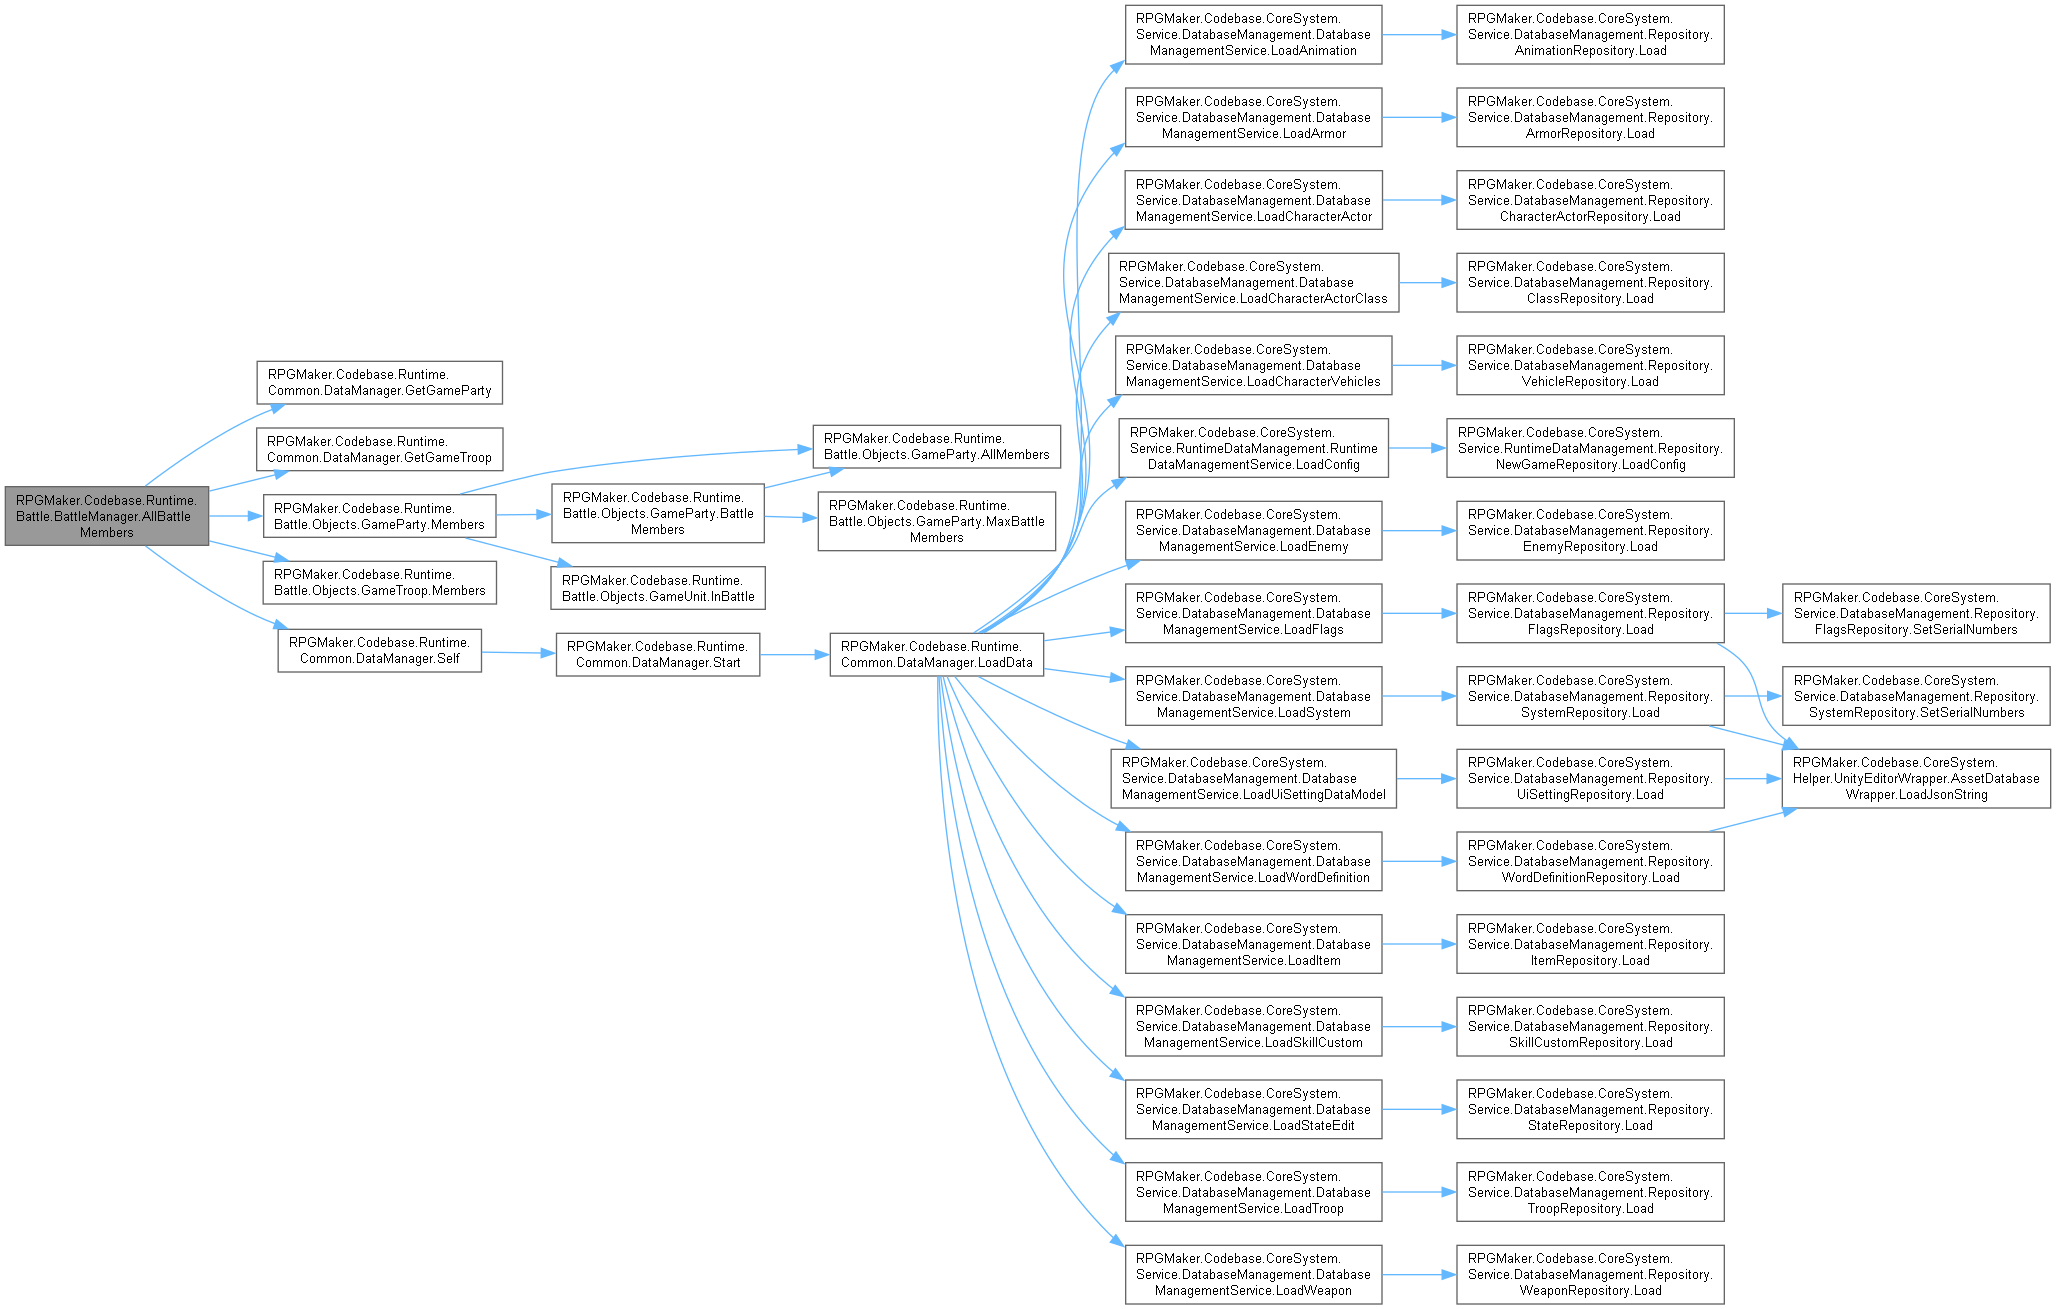 RPGMaker.Codebase.Runtime.
Battle.BattleManager.AllBattle
Members
RPGMaker.Codebase.Runtime.
Common.DataManager.GetGameParty
RPGMaker.Codebase.Runtime.
Common.DataManager.GetGameTroop
RPGMaker.Codebase.Runtime.
Battle.Objects.GameParty.Members
RPGMaker.Codebase.Runtime.
Battle.Objects.GameTroop.Members
RPGMaker.Codebase.Runtime.
Common.DataManager.Self
RPGMaker.Codebase.Runtime.
Battle.Objects.GameParty.Battle
Members
RPGMaker.Codebase.Runtime.
Battle.Objects.GameUnit.InBattle
RPGMaker.Codebase.Runtime.
Common.DataManager.Start
RPGMaker.Codebase.Runtime.
Battle.Objects.GameParty.AllMembers
RPGMaker.Codebase.Runtime.
Battle.Objects.GameParty.MaxBattle
Members
RPGMaker.Codebase.Runtime.
Common.DataManager.LoadData
RPGMaker.Codebase.CoreSystem.
Service.DatabaseManagement.Database
ManagementService.LoadAnimation
RPGMaker.Codebase.CoreSystem.
Service.DatabaseManagement.Database
ManagementService.LoadArmor
RPGMaker.Codebase.CoreSystem.
Service.DatabaseManagement.Database
ManagementService.LoadCharacterActor
RPGMaker.Codebase.CoreSystem.
Service.DatabaseManagement.Database
ManagementService.LoadCharacterActorClass
RPGMaker.Codebase.CoreSystem.
Service.DatabaseManagement.Database
ManagementService.LoadCharacterVehicles
RPGMaker.Codebase.CoreSystem.
Service.RuntimeDataManagement.Runtime
DataManagementService.LoadConfig
RPGMaker.Codebase.CoreSystem.
Service.DatabaseManagement.Database
ManagementService.LoadEnemy
RPGMaker.Codebase.CoreSystem.
Service.DatabaseManagement.Database
ManagementService.LoadFlags
RPGMaker.Codebase.CoreSystem.
Service.DatabaseManagement.Database
ManagementService.LoadSystem
RPGMaker.Codebase.CoreSystem.
Service.DatabaseManagement.Database
ManagementService.LoadUiSettingDataModel
RPGMaker.Codebase.CoreSystem.
Service.DatabaseManagement.Database
ManagementService.LoadWordDefinition
RPGMaker.Codebase.CoreSystem.
Service.DatabaseManagement.Database
ManagementService.LoadItem
RPGMaker.Codebase.CoreSystem.
Service.DatabaseManagement.Database
ManagementService.LoadSkillCustom
RPGMaker.Codebase.CoreSystem.
Service.DatabaseManagement.Database
ManagementService.LoadStateEdit
RPGMaker.Codebase.CoreSystem.
Service.DatabaseManagement.Database
ManagementService.LoadTroop
RPGMaker.Codebase.CoreSystem.
Service.DatabaseManagement.Database
ManagementService.LoadWeapon
RPGMaker.Codebase.CoreSystem.
Service.DatabaseManagement.Repository.
AnimationRepository.Load
RPGMaker.Codebase.CoreSystem.
Service.DatabaseManagement.Repository.
ArmorRepository.Load
RPGMaker.Codebase.CoreSystem.
Service.DatabaseManagement.Repository.
CharacterActorRepository.Load
RPGMaker.Codebase.CoreSystem.
Service.DatabaseManagement.Repository.
ClassRepository.Load
RPGMaker.Codebase.CoreSystem.
Service.DatabaseManagement.Repository.
VehicleRepository.Load
RPGMaker.Codebase.CoreSystem.
Service.RuntimeDataManagement.Repository.
NewGameRepository.LoadConfig
RPGMaker.Codebase.CoreSystem.
Service.DatabaseManagement.Repository.
EnemyRepository.Load
RPGMaker.Codebase.CoreSystem.
Service.DatabaseManagement.Repository.
FlagsRepository.Load
RPGMaker.Codebase.CoreSystem.
Service.DatabaseManagement.Repository.
SystemRepository.Load
RPGMaker.Codebase.CoreSystem.
Service.DatabaseManagement.Repository.
UiSettingRepository.Load
RPGMaker.Codebase.CoreSystem.
Service.DatabaseManagement.Repository.
WordDefinitionRepository.Load
RPGMaker.Codebase.CoreSystem.
Service.DatabaseManagement.Repository.
ItemRepository.Load
RPGMaker.Codebase.CoreSystem.
Service.DatabaseManagement.Repository.
SkillCustomRepository.Load
RPGMaker.Codebase.CoreSystem.
Service.DatabaseManagement.Repository.
StateRepository.Load
RPGMaker.Codebase.CoreSystem.
Service.DatabaseManagement.Repository.
TroopRepository.Load
RPGMaker.Codebase.CoreSystem.
Service.DatabaseManagement.Repository.
WeaponRepository.Load
RPGMaker.Codebase.CoreSystem.
Service.DatabaseManagement.Repository.
FlagsRepository.SetSerialNumbers
RPGMaker.Codebase.CoreSystem.
Service.DatabaseManagement.Repository.
SystemRepository.SetSerialNumbers
RPGMaker.Codebase.CoreSystem.
Helper.UnityEditorWrapper.AssetDatabase
Wrapper.LoadJsonString